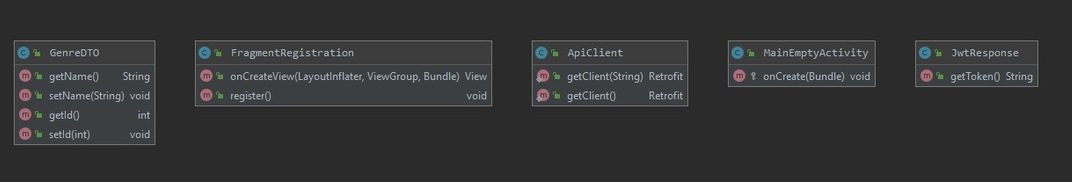 GenreDTO
getName() String
setName(String) void
getId() int
setId(int) void
FragmentRegistration
onCreateView(LayoutInflater, ViewGroup, Bundle) View
register() void
ApiClient
getClient(String) Retrofit
getClient() Retrofit
MainEmptyActivity
onCreate(Bundle) void
JwtResponse
getToken() String